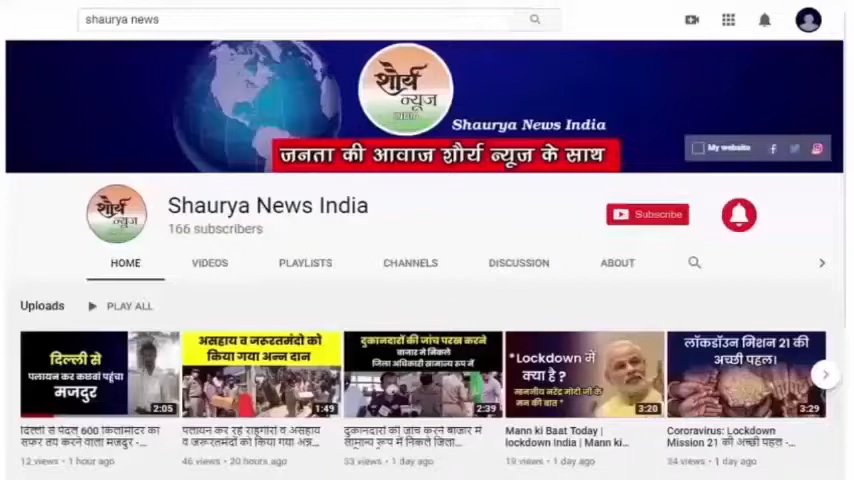 shaurya news
शौर्य
न्यूज
Shaurya News India
जनता की आवाज शौर्य न्यूज के साथ
My website
शौर्य
न्यूज
Shaurya News India
166 subscribers
Subscribe
HOME VIDEOS PLAYLISTS CHANNELS DISCUSSION ABOUT
Uploads PLAY ALL
दिल्ली से
पलायन कर कछवां पहुंचा
मजदुर
2:05
असहाय व जरूरतमंदो को
किया गया अन्न दान
1:49
दुकानदारों की जांच परख करने
बाजार में निकले
जिला अधिकारी सामान्य रूप में
2:39
"Lockdown में
क्या है ?
माननीय नरेंद्र मोदी जी के
मन की बात "
3:20
लॉकडॉउन मिशन 21 की
अच्छी पहल।
3:29
दिल्ली से पैदल 600 किलोमीटर का
सफर तय करने वाला मजदुर -...
12 views • 1 hour ago
पलायन कर रहे राहगीरों व असहाय
व जरूरतमंदों को किया गया अन्न...
46 views • 20 hours ago
दुकानदारों की जांच करने बाजार में
सामान्य रूप में निकले जिला...
33 views • 1 day ago
Mann ki Baat Today |
lockdown India | Mann ki...
19 views • 1 day ago
Cororavirus: Lockdown
Mission 21 की अच्छी पहल -...
34 views • 1 day ago